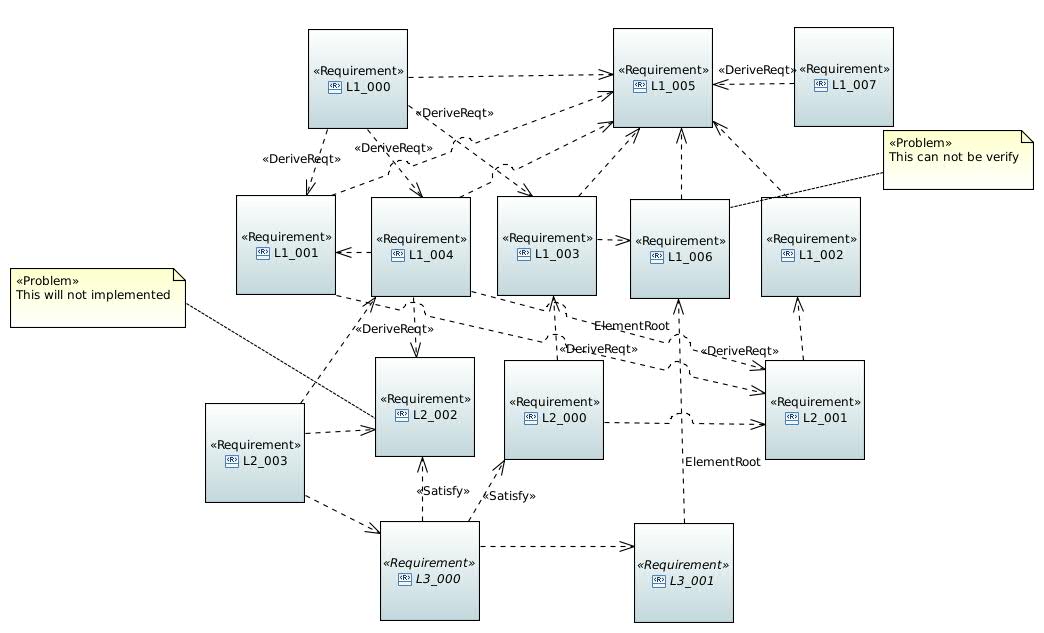 «Requirement»
L1_000
«Requirement»
L1_005
«DeriveReqt»
«Requirement»
L1_007
«DeriveReqt»
«DeriveReqt»
«DeriveReqt»
«Problem»
This can not be verify
«Requirement»
L1_001
«Requirement»
L1_004
«Requirement»
L1_003
«Requirement»
L1_006
«Requirement»
L1_002
«Problem»
This will not implemented
«DeriveReqt»
ElementRoot
«DeriveReqt»
«DeriveReqt»
«Requirement»
L2_002
«Requirement»
L2_000
«Requirement»
L2_001
«Requirement»
L2_003
ElementRoot
«Satisfy»
«Satisfy»
«Requirement»
L3_000
«Requirement»
L3_001